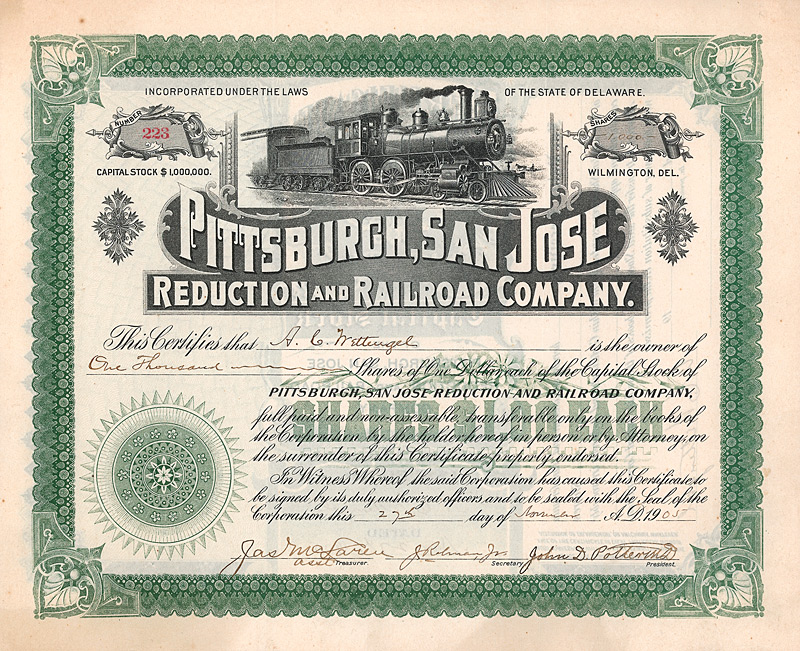 INCORPORATED UNDER THE LAWS OF THE STATE OF DELAWARE.
NUMBER
223
SHARES
1,000
CAPITAL STOCK $1,000,000.
WILMINGTON, DEL.
PITTSBURGH, SAN JOSE
REDUCTION AND RAILROAD COMPANY.
This Certifies that A. C. Wettengel is the owner of
One Thousand Shares of One Dollar each of the Capital Stock of
PITTSBURGH, SAN JOSE REDUCTION AND RAILROAD COMPANY,
full paid and non-assessable, transferable only on the books of
the Corporation by the holder hereof in person or by Attorney, on
the surrender of this Certificate properly endorsed.
In Witness Whereof the said Corporation has caused this Certificate to
be signed by its duly authorized officers and to be sealed with the Seal of the
Corporation this 27th day of November A.D. 1905
John D. Potter
asst Treasurer. Secretary President.